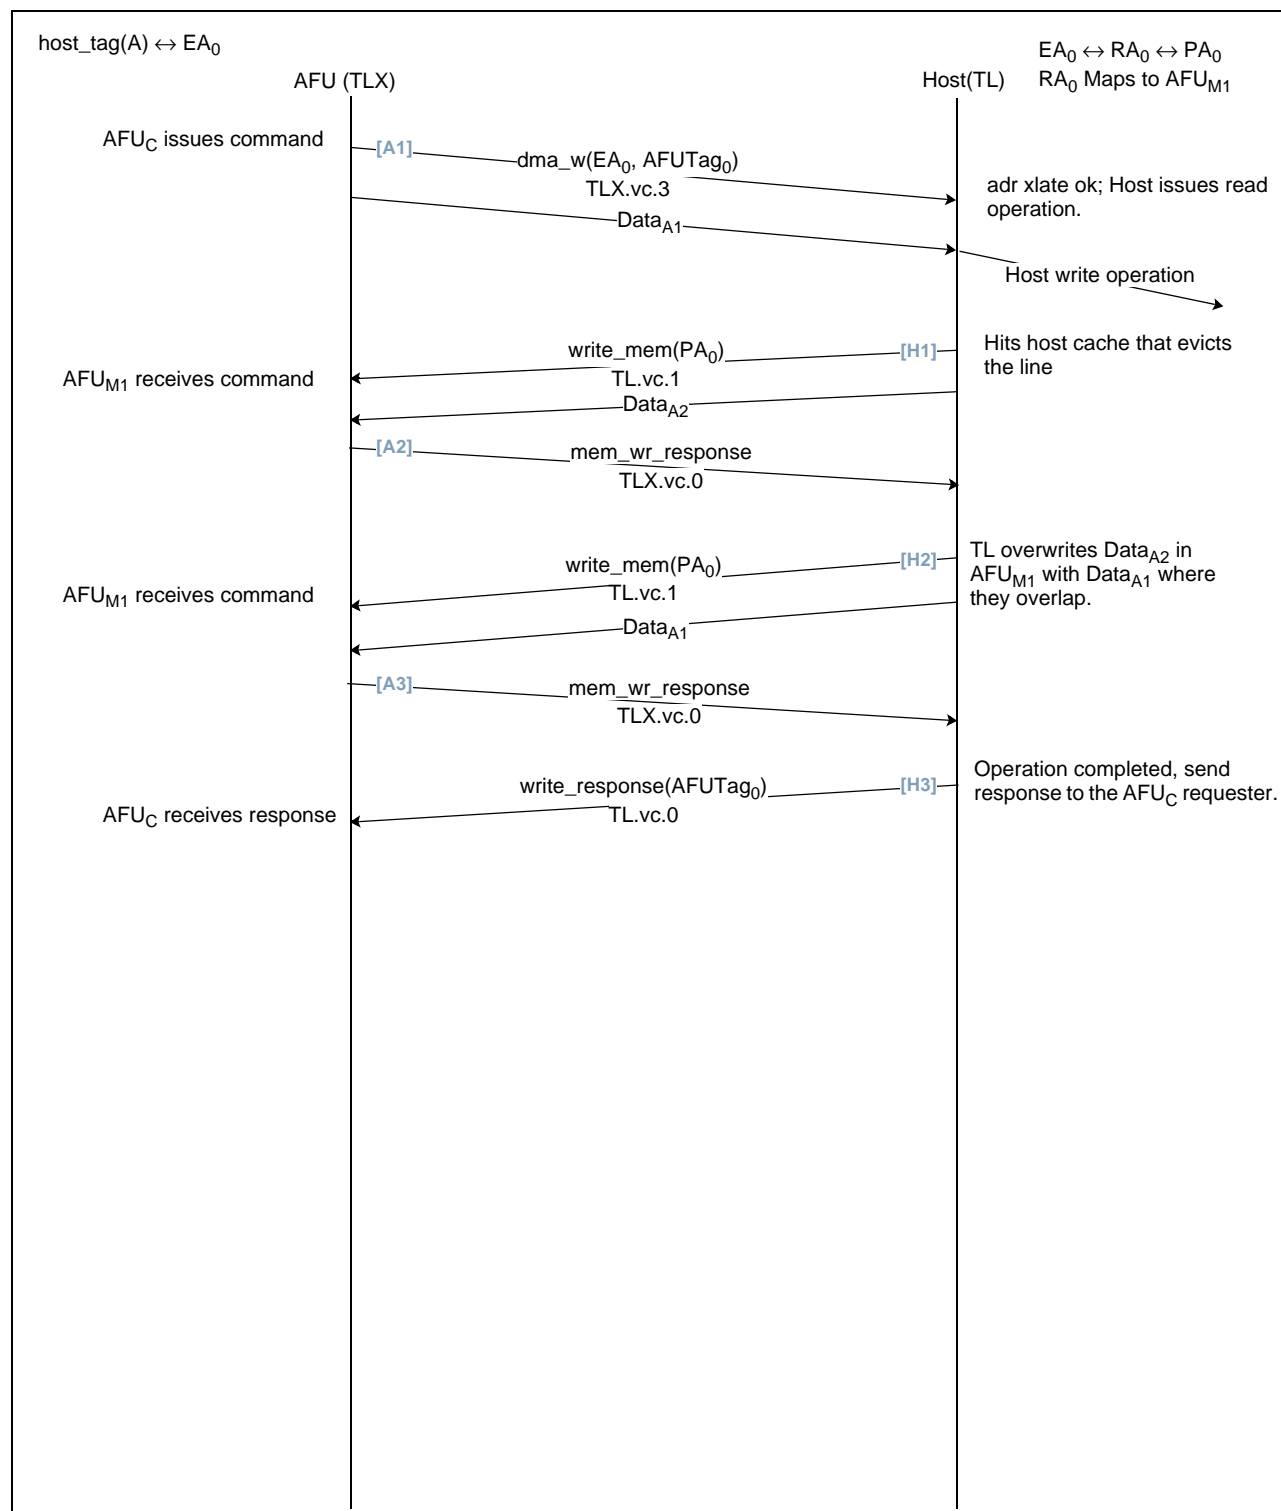 host_tag(A) ↔ EA0
EA0 ↔ RA0 ↔ PA0
RA0 Maps to AFUM1
AFU (TLX)
Host(TL)
AFUC issues command
[A1]
dma_w(EA0, AFUTag0)
TLX.vc.3
adr xlate ok; Host issues read
operation.
DataA1
Host write operation
write_mem(PA0)
[H1]
Hits host cache that evicts
the line
AFUM1 receives command
TL.vc.1
DataA2
[A2]
mem_wr_response
TLX.vc.0
write_mem(PA0)
[H2]
TL overwrites DataA2 in
AFUM1 with DataA1 where
they overlap.
AFUM1 receives command
TL.vc.1
DataA1
[A3]
mem_wr_response
TLX.vc.0
write_response(AFUTag0)
[H3]
Operation completed, send
response to the AFUC requester.
AFUC receives response
TL.vc.0